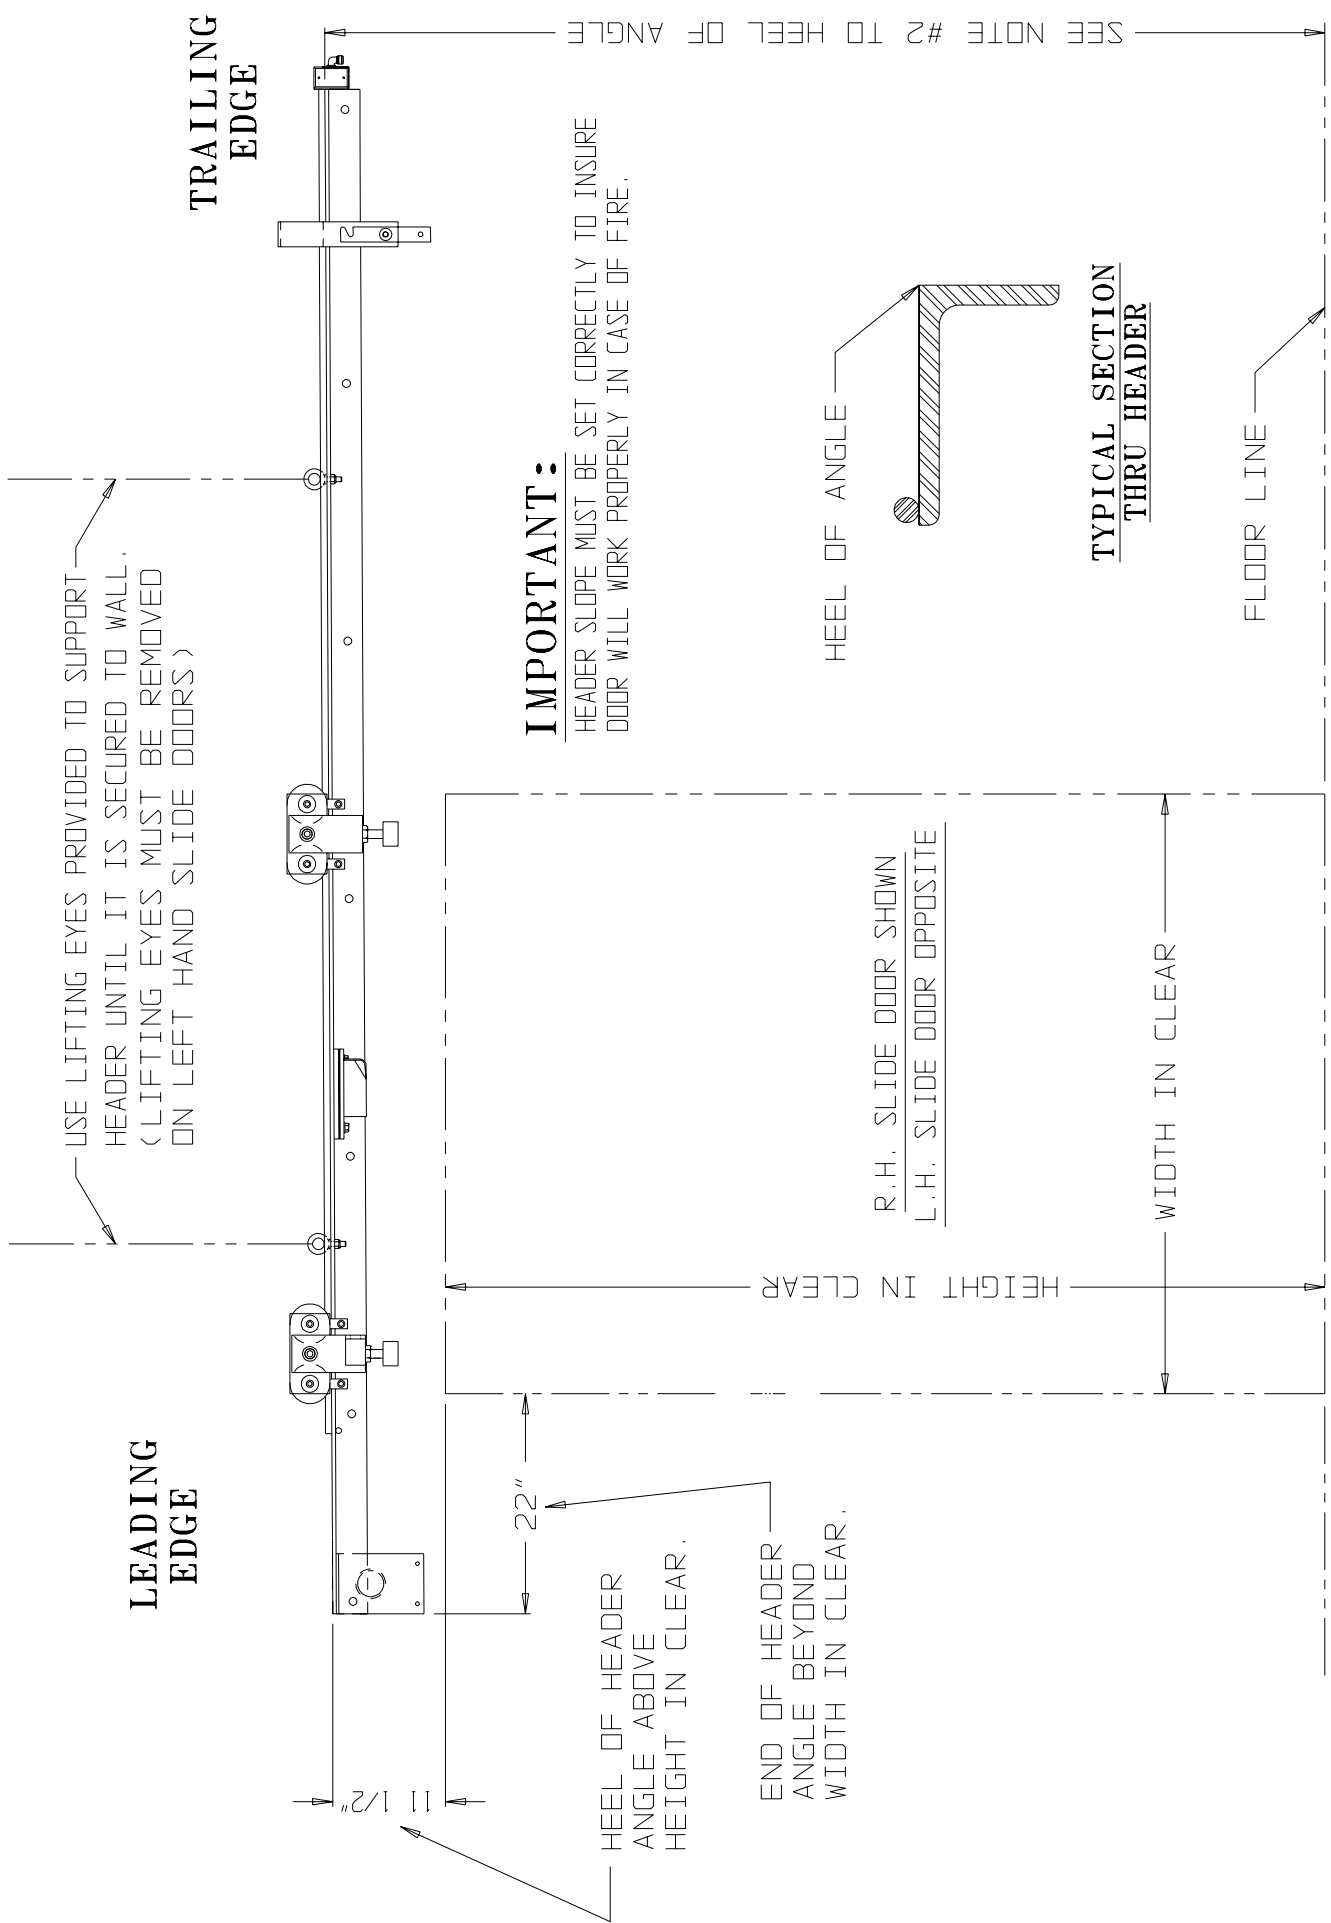 USE LIFTING EYES PROVIDED TO SUPPORT
HEADER UNTIL IT IS SECURED TO WALL.
(LIFTING EYES MUST BE REMOVED
ON LEFT HAND SLIDE DOORS)
LEADING
EDGE
TRAILING
EDGE
11 1/2"
22"
HEEL OF HEADER
ANGLE ABOVE
HEIGHT IN CLEAR.
END OF HEADER
ANGLE BEYOND
WIDTH IN CLEAR.
IMPORTANT:
HEADER SLOPE MUST BE SET CORRECTLY TO INSURE
DOOR WILL WORK PROPERLY IN CASE OF FIRE.
SEE NOTE #2 TO HEEL OF ANGLE
HEIGHT IN CLEAR
R.H. SLIDE DOOR SHOWN
L.H. SLIDE DOOR OPPOSITE
HEEL OF ANGLE
TYPICAL SECTION
THRU HEADER
WIDTH IN CLEAR
FLOOR LINE